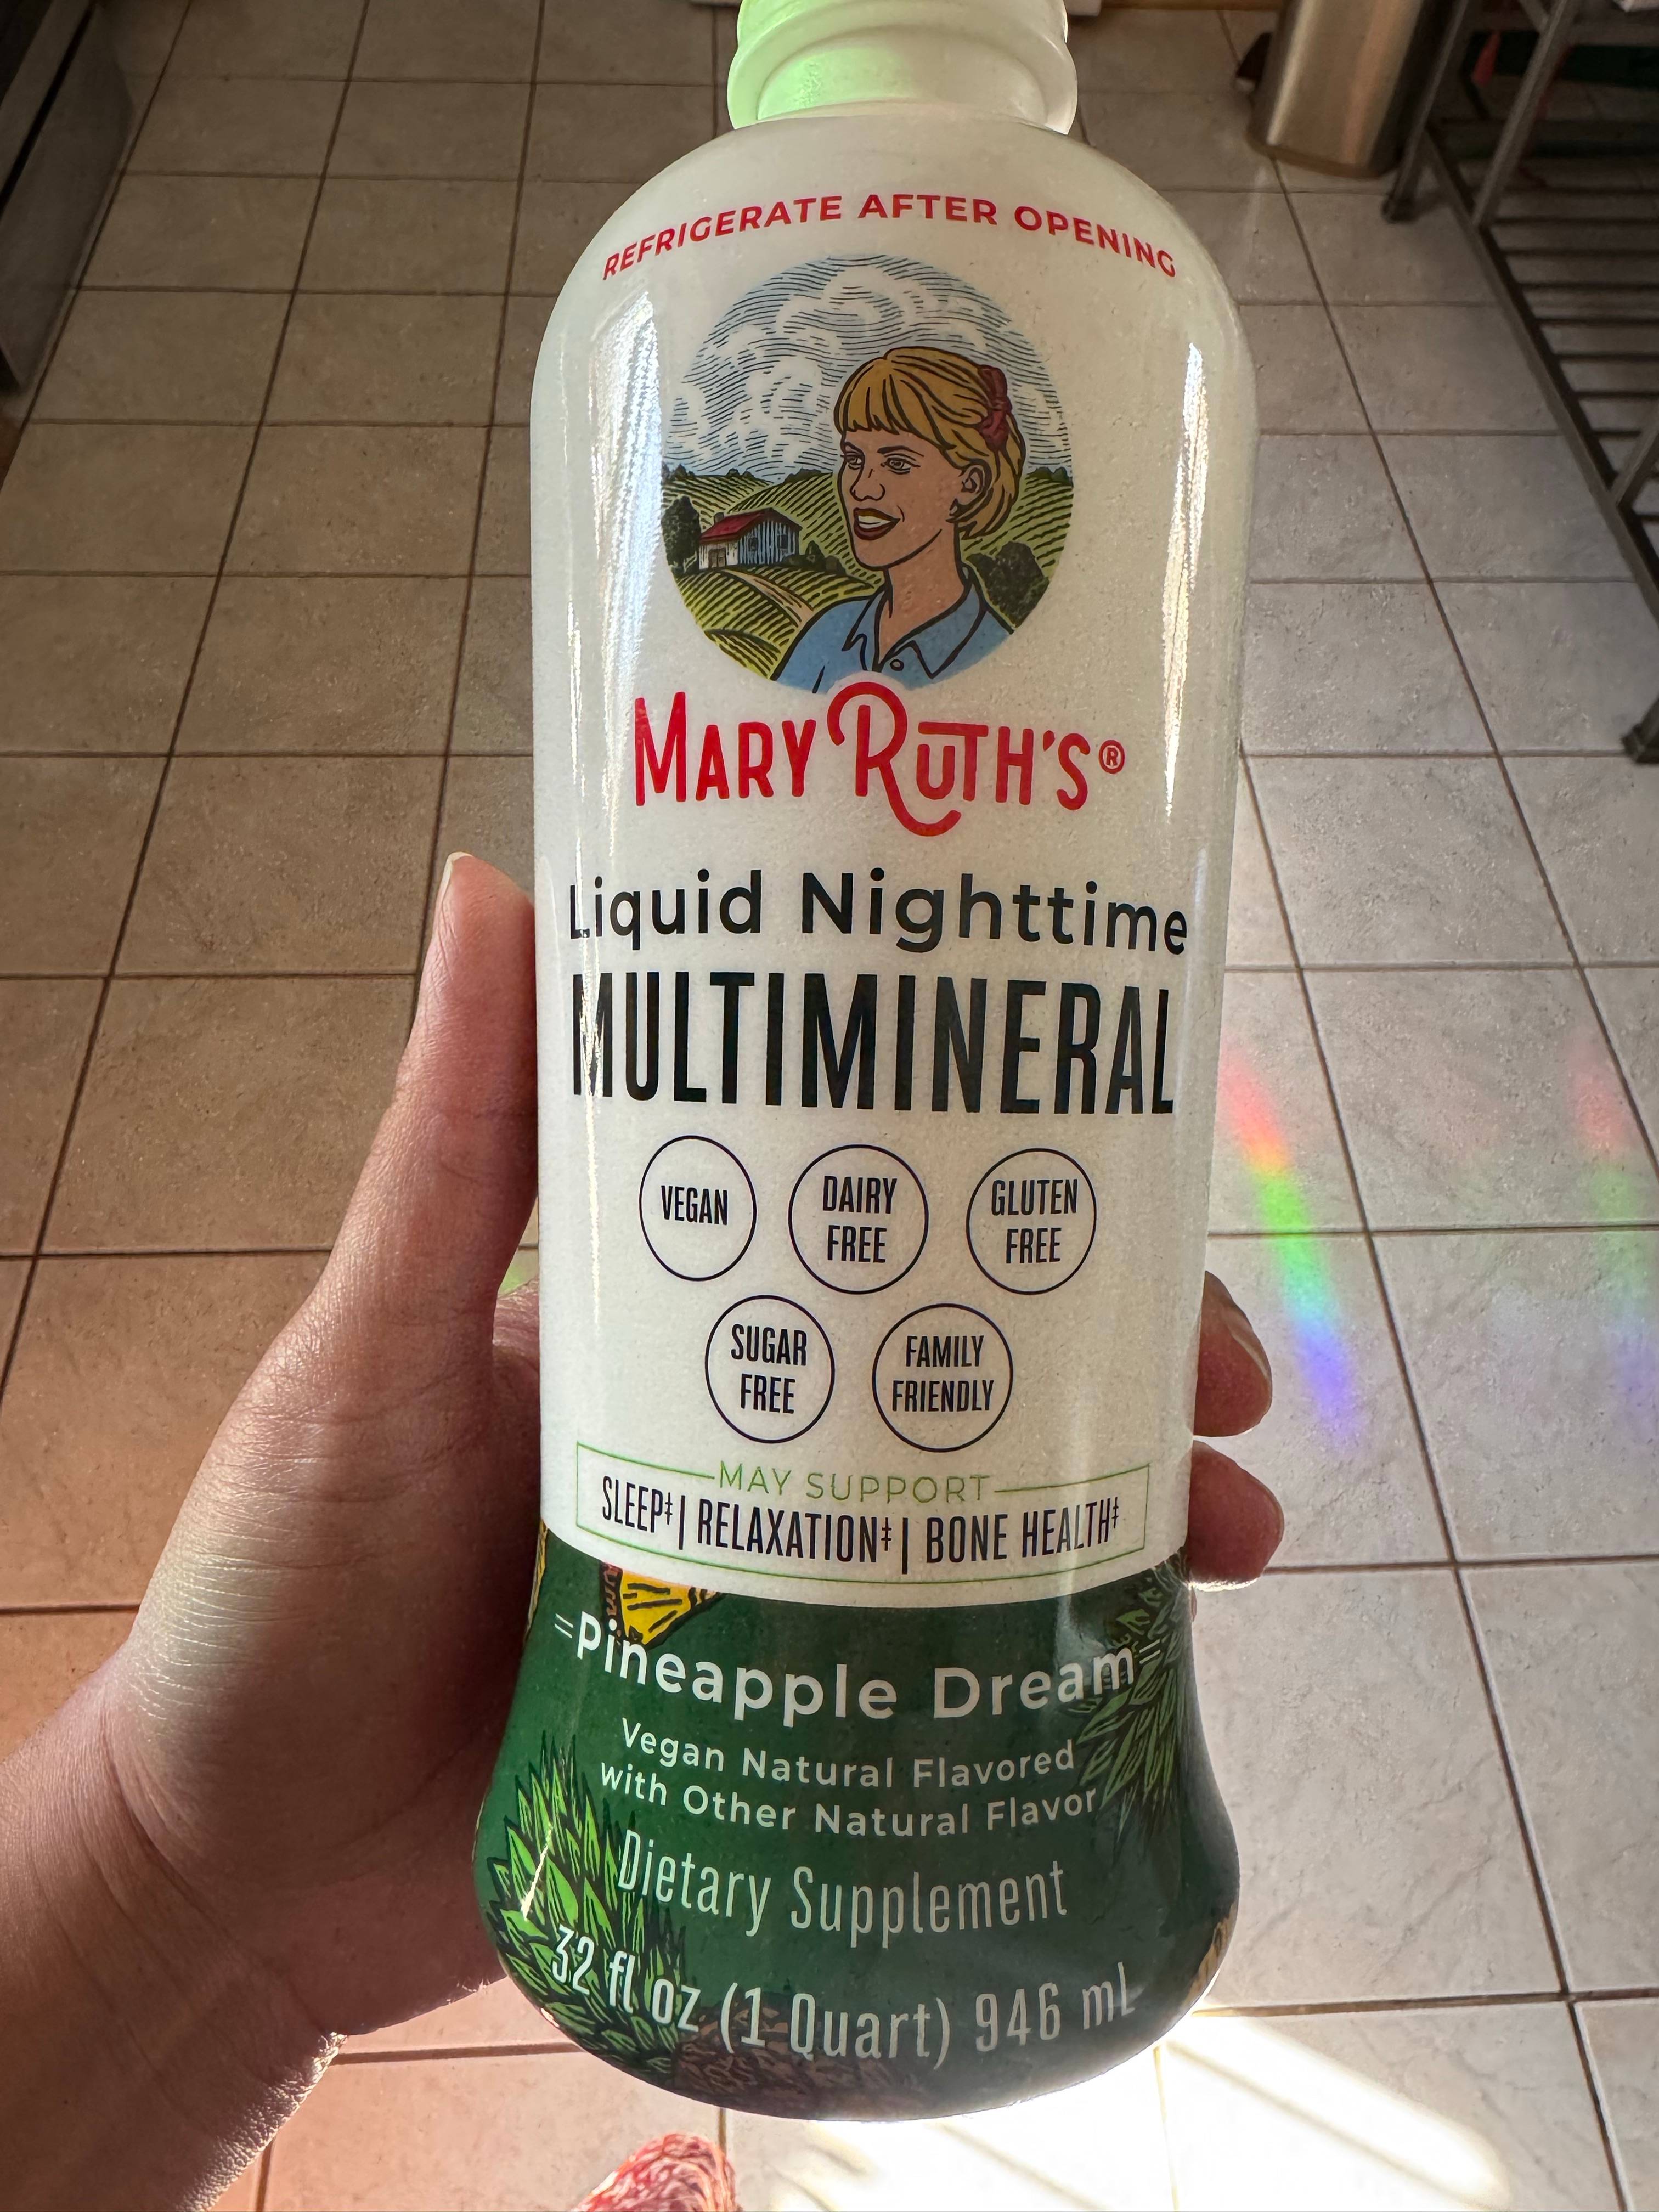 REFRIGERATE AFTER OPENING
MARY RUTH'S®
Liquid Nighttime
MULTIMINERAL
VEGAN
DAIRY
FREE
GLUTEN
FREE
SUGAR
FREE
FAMILY
FRIENDLY
MAY SUPPORT
SLEEP‡ | RELAXATION‡ | BONE HEALTH‡
Pineapple Dream
Vegan Natural Flavored
with Other Natural Flavor
Dietary Supplement
32 fl oz (1 Quart) 946 mL